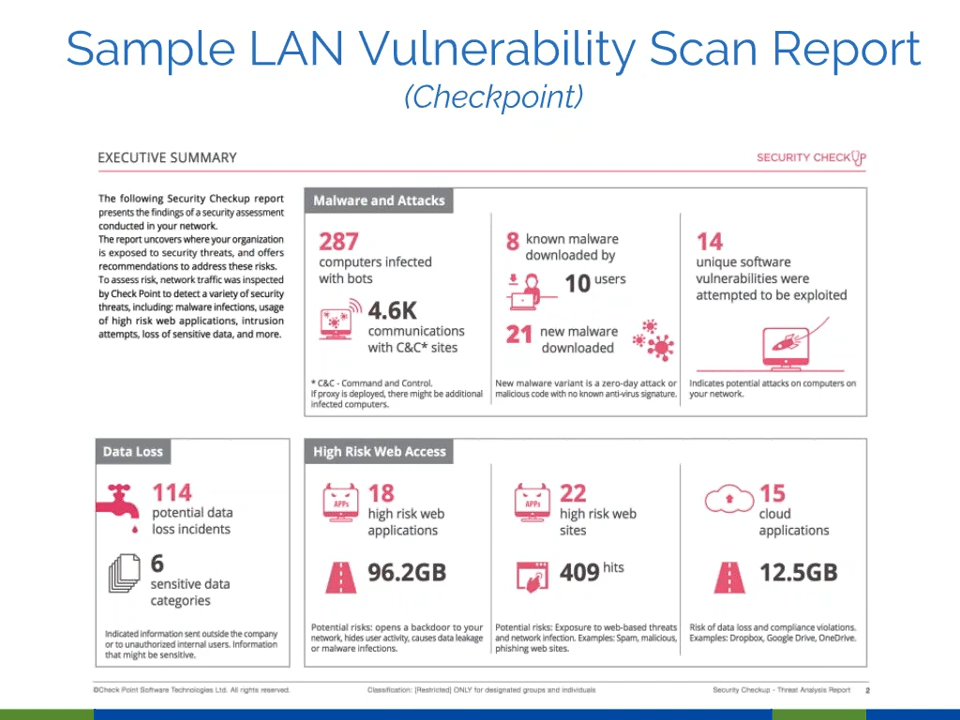 Sample LAN Vulnerability Scan Report
(Checkpoint)
EXECUTIVE SUMMARY
SECURITY CHECKUP
The following Security Checkup report
presents the findings of a security assessment
conducted in your network.
The report uncovers where your organization
is exposed to security threats, and offers
recommendations to address these risks.
To assess risk, network traffic was inspected
by Check Point to detect a variety of security
threats, including: malware infections, usage
of high risk web applications, intrusion
attempts, loss of sensitive data, and more.
Malware and Attacks
287
computers infected
with bots
4.6K
communications
with C&C* sites
* C&C - Command and Control.
If proxy is deployed, there might be additional
infected computers.
8 known malware
downloaded by
10 users
21 new malware
downloaded
New malware variant is a zero-day attack or
malicious code with no known anti-virus signature.
14
unique software
vulnerabilities were
attempted to be exploited
Indicates potential attacks on computers on
your network.
Data Loss
114
potential data
loss incidents
6
sensitive data
categories
Indicated information sent outside the company
or to unauthorized internal users. Information
that might be sensitive.
High Risk Web Access
APPs
18
high risk web
applications
96.2GB
Potential risks: opens a backdoor to your
network, hides user activity, causes data leakage
or malware infections.
APPs
22
high risk web
sites
409 hits
Potential risks: Exposure to web-based threats
and network infection. Examples: Spam, malicious,
phishing web sites.
15
cloud
applications
12.5GB
Risk of data loss and compliance violations.
Examples: Dropbox, Google Drive, OneDrive.
©Check Point Software Technologies Ltd. All rights reserved.
Classification: [Restricted] ONLY for designated groups and individuals
Security Checkup - Threat Analysis Report 2